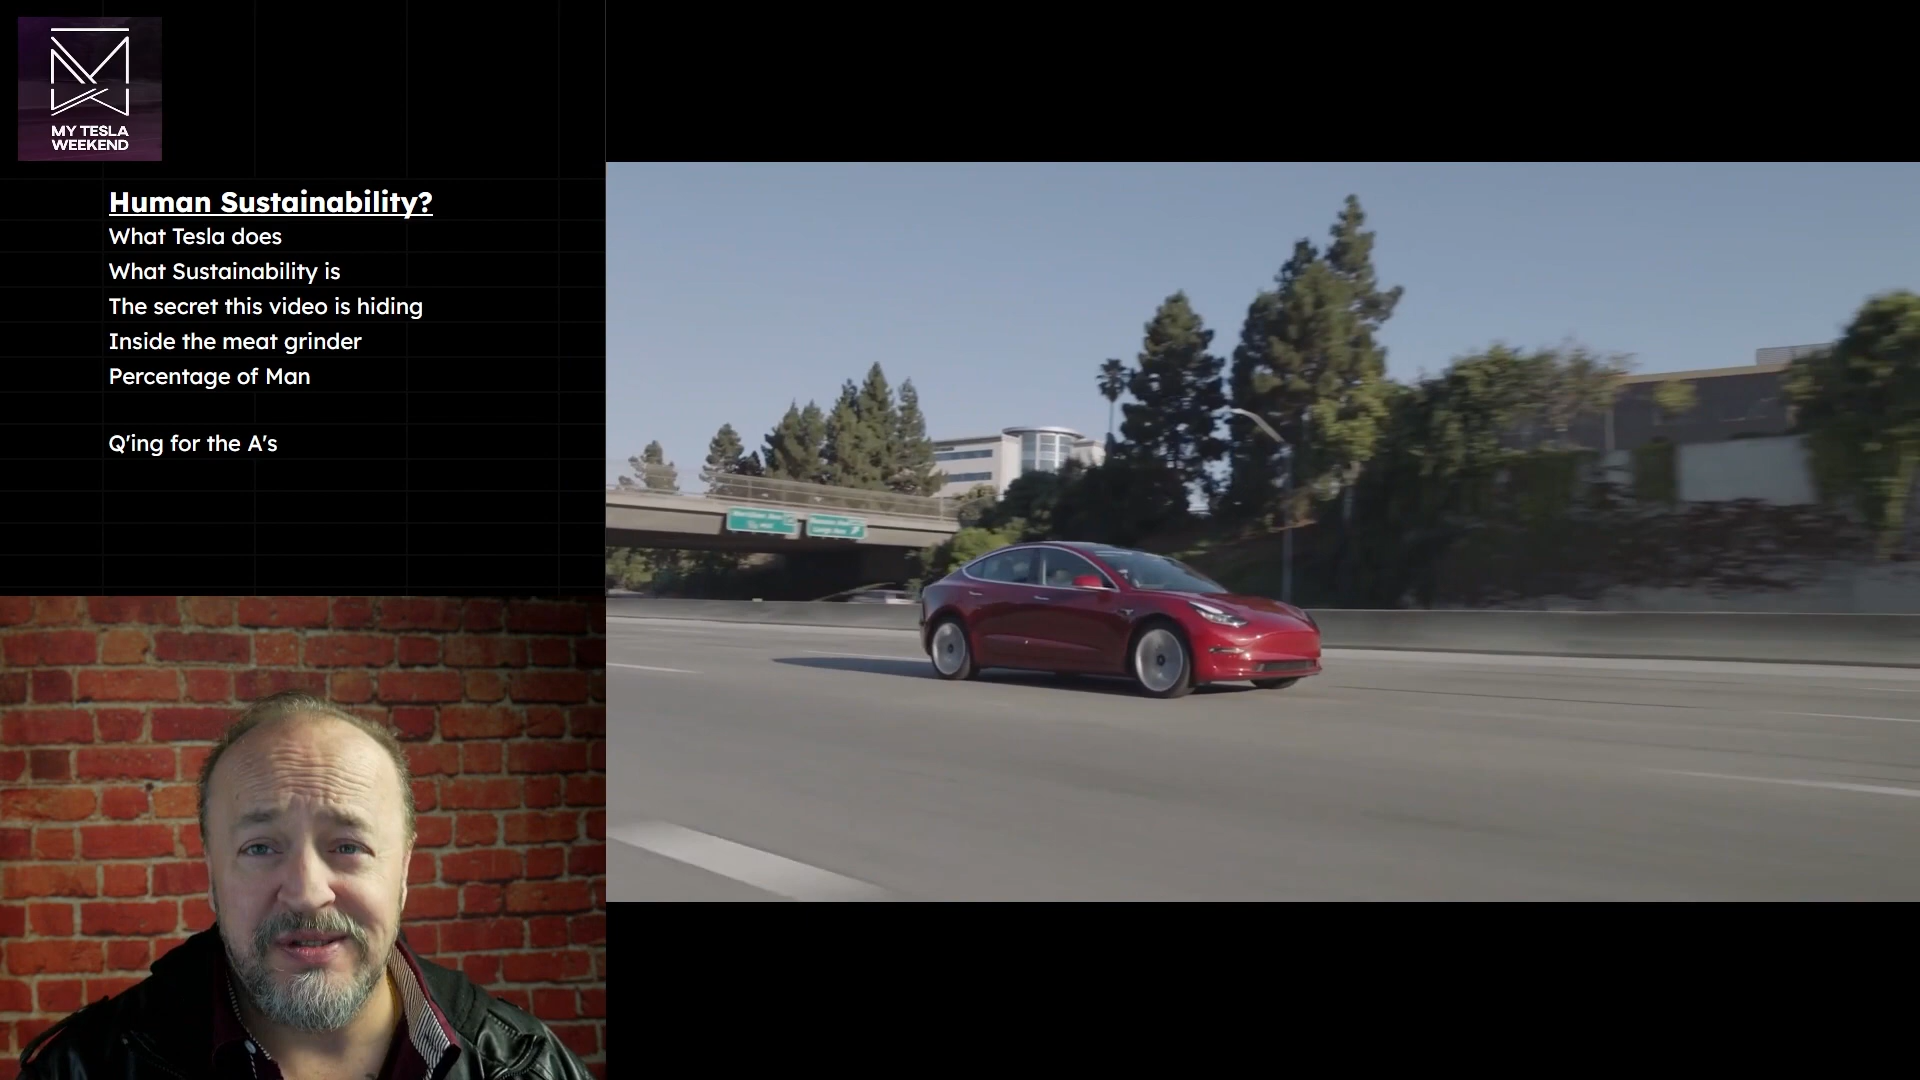 MY TESLA
WEEKEND
Human Sustainability?
What Tesla does
What Sustainability is
The secret this video is hiding
Inside the meat grinder
Percentage of Man
Q'ing for the A's